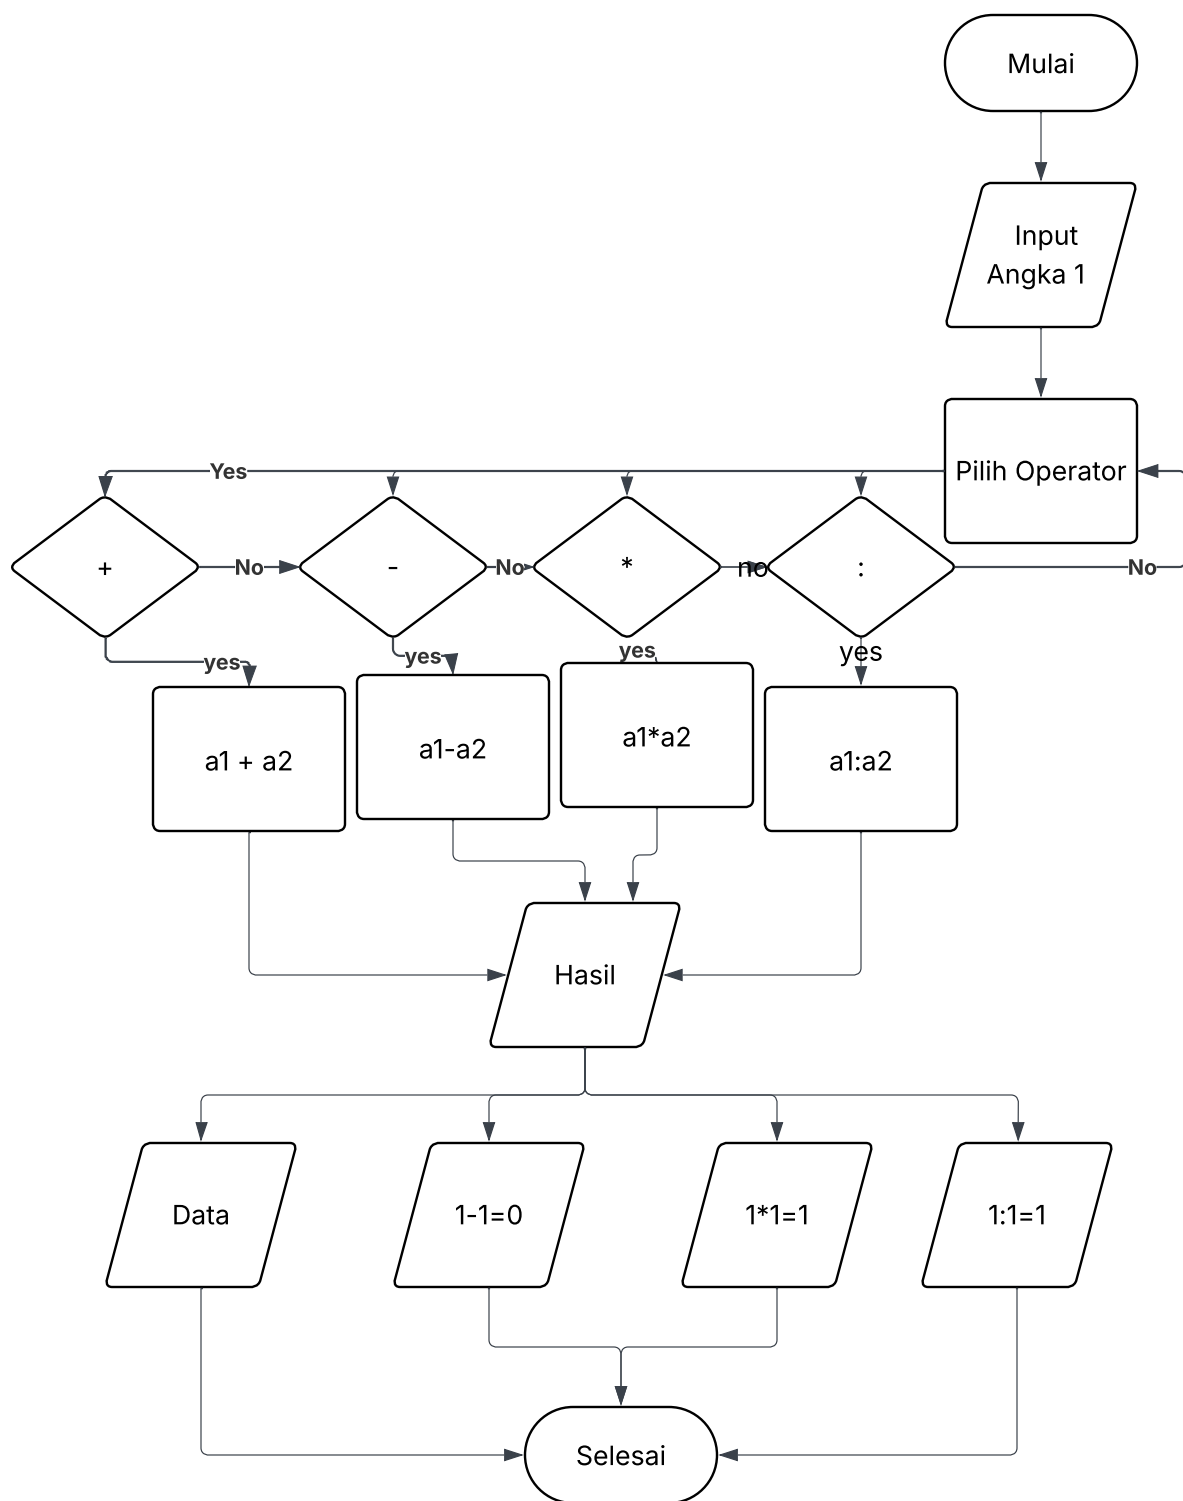 Mulai
Input
Angka 1
Pilih Operator
Yes
+
No
-
No
*
no
:
No
yes
yes
yes
yes
a1 + a2
a1-a2
a1*a2
a1:a2
Hasil
Data
1-1=0
1*1=1
1:1=1
Selesai